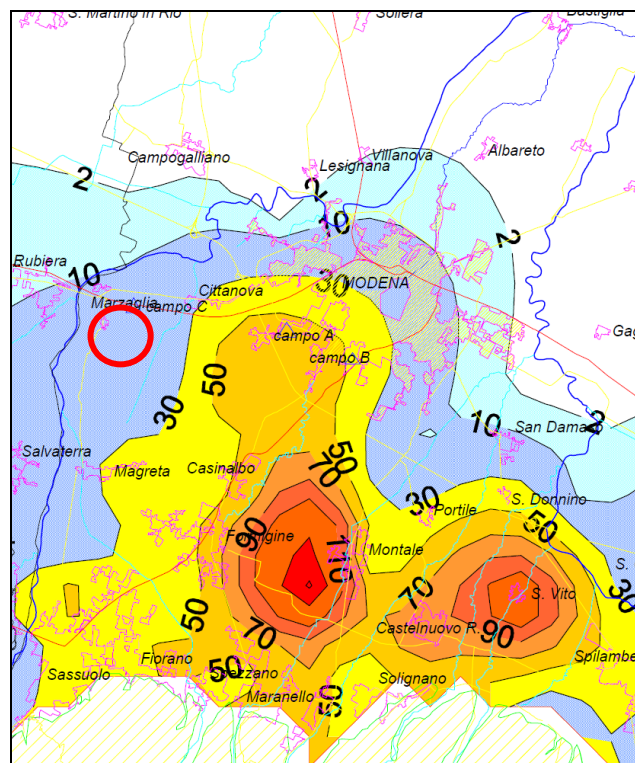 S. Martino in Rio
Soliera
Bastiglia
Campogalliano
Lesignana
Villanova
Albareto
2
2
10
2
Rubiera
10
Marzaglia
campo C
Cittanova
30
MODENA
campo A
campo B
Gag
50
30
Salvaterra
Magreta
Casinalbo
50
70
10
San Damas
2
30
Portile
S. Donnino
50
90
Formigine
110
Montale
S.
30
70
S. Vito
50
70
Castelnuovo R.
90
Fiorano
Sassuolo
50
Spezzano
Maranello
50
Solignano
Spilambe